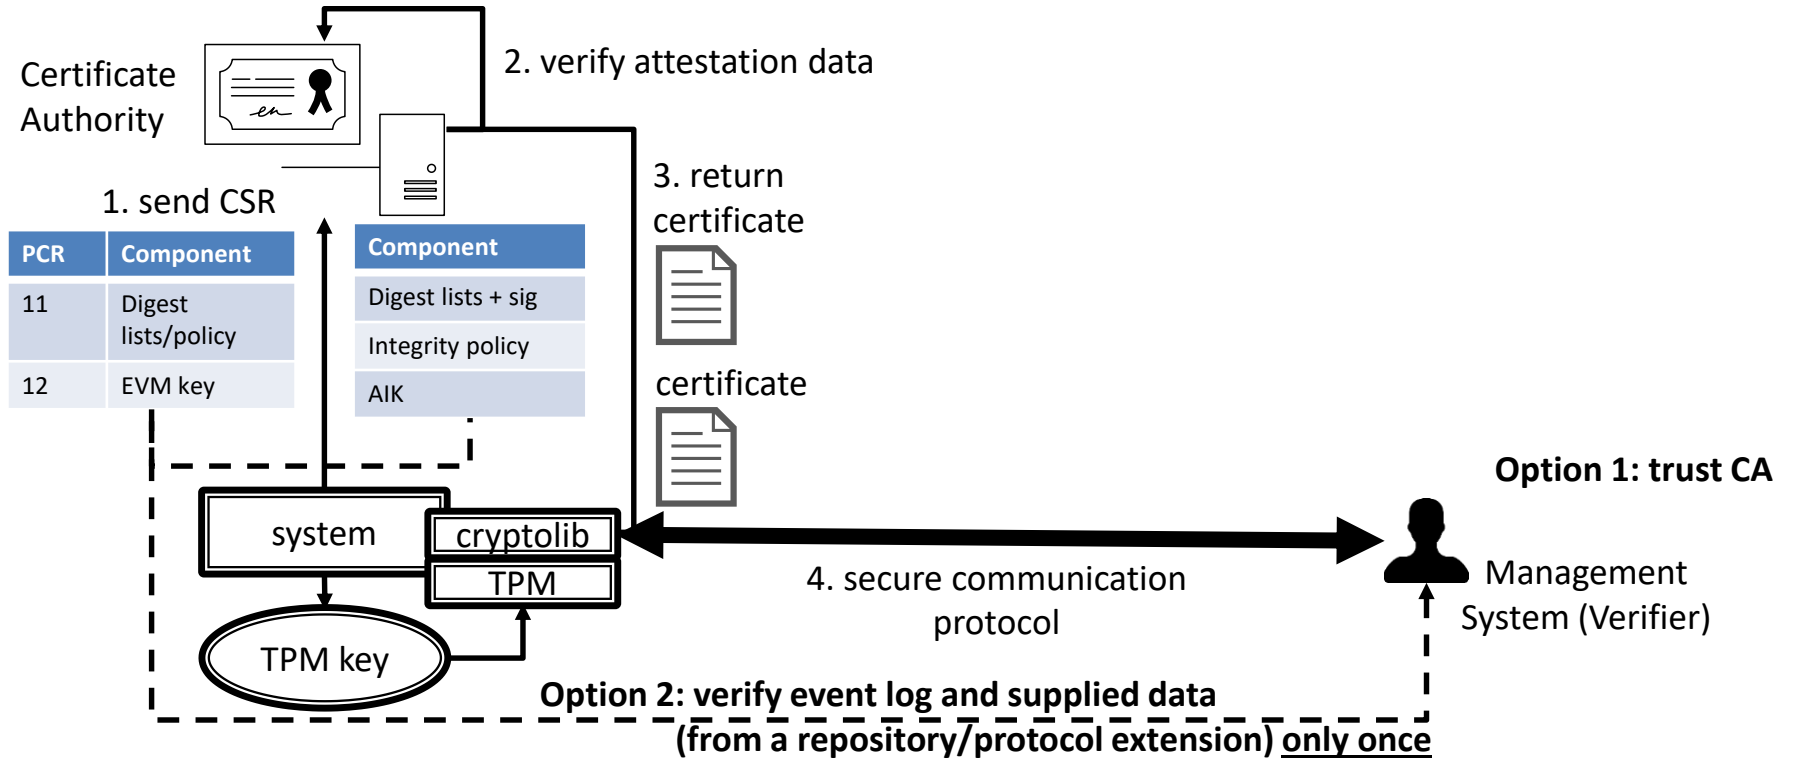 Certificate
Authority
2. verify attestation data
1. send CSR
3. return
certificate
PCR
Component
11
Digest
lists/policy
12
EVM key
Component
Digest lists + sig
Integrity policy
AIK
certificate
Option 1: trust CA
system
cryptolib
TPM
TPM key
4. secure communication
protocol
Management
System (Verifier)
Option 2: verify event log and supplied data
(from a repository/protocol extension) only once